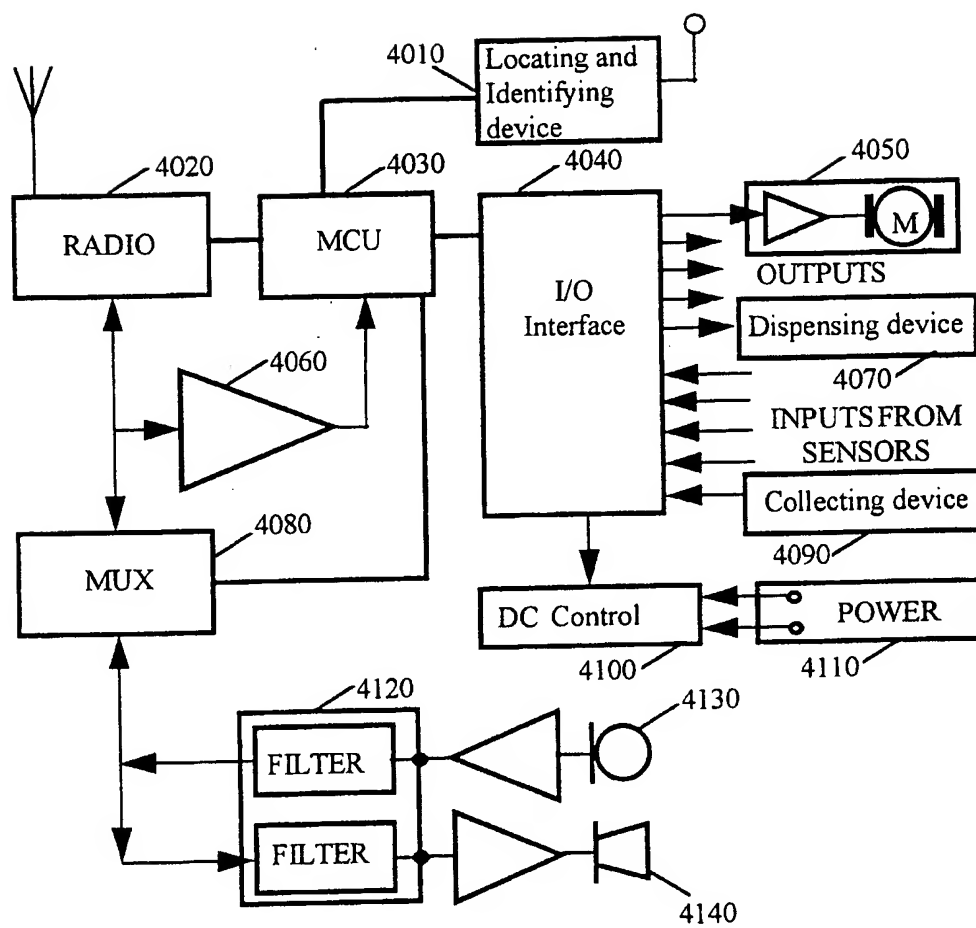 4010
Locating and
Identifying
device
4020
4030
4040
4050
RADIO
MCU
I/O
Interface
M
OUTPUTS
Dispensing device
4060
4070
INPUTS FROM
SENSORS
Collecting device
4080
4090
MUX
DC Control
POWER
4100
4110
4120
4130
FILTER
FILTER
4140